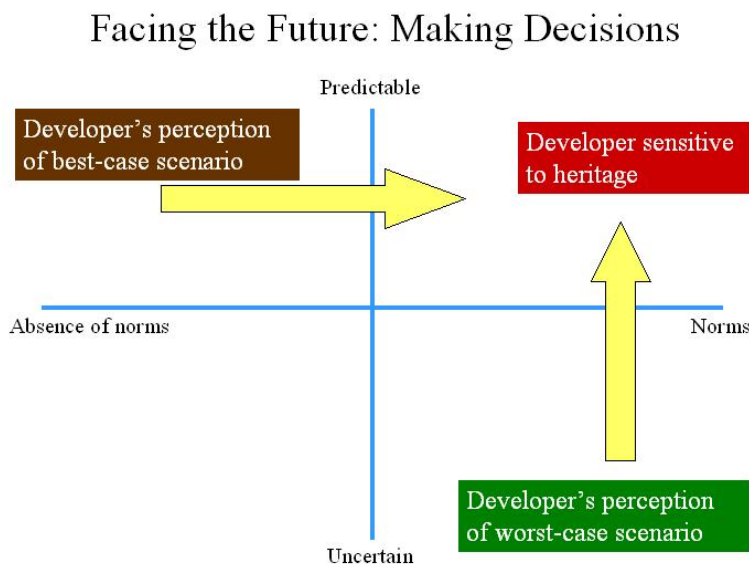 Facing the Future: Making Decisions
Predictable
Developer's perception
of best-case scenario
Developer sensitive
to heritage
Absence of norms
Norms
Developer's perception
of worst-case scenario
Uncertain